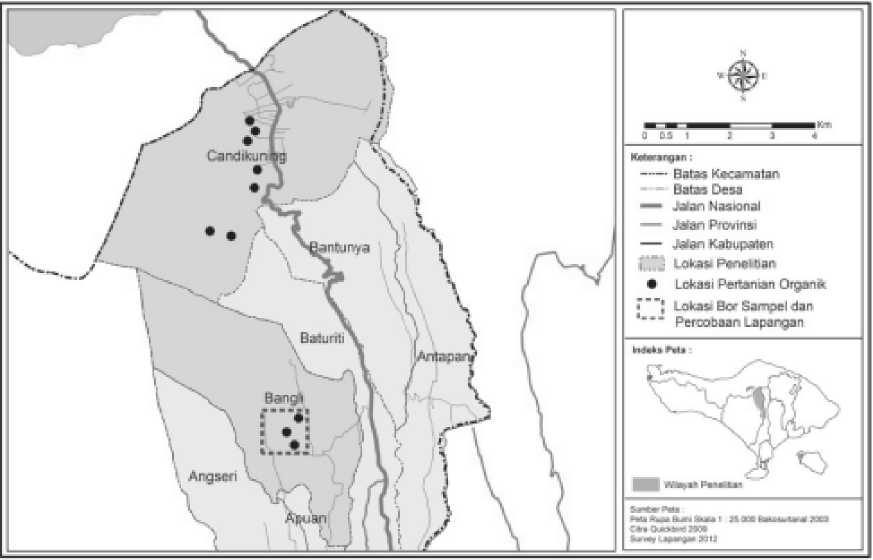 Candikuning
Bantunya
Baturiti
Antapan
Bangli
Angseri
Apuan
N
W E
S
Km
0 0.5 1 2 3 4
Keterangan :
Batas Kecamatan
Batas Desa
Jalan Nasional
Jalan Provinsi
Jalan Kabupaten
Lokasi Penelitian
Lokasi Pertanian Organik
Lokasi Bor Sampel dan
Percobaan Lapangan
Indeks Peta :
Wilayah Penelitian
Sumber Peta :
Peta Rupa Bumi Skala 1 : 25.000 Bakosurtanal 2003
Citra Quickbird 2009
Survey Lapangan 2012